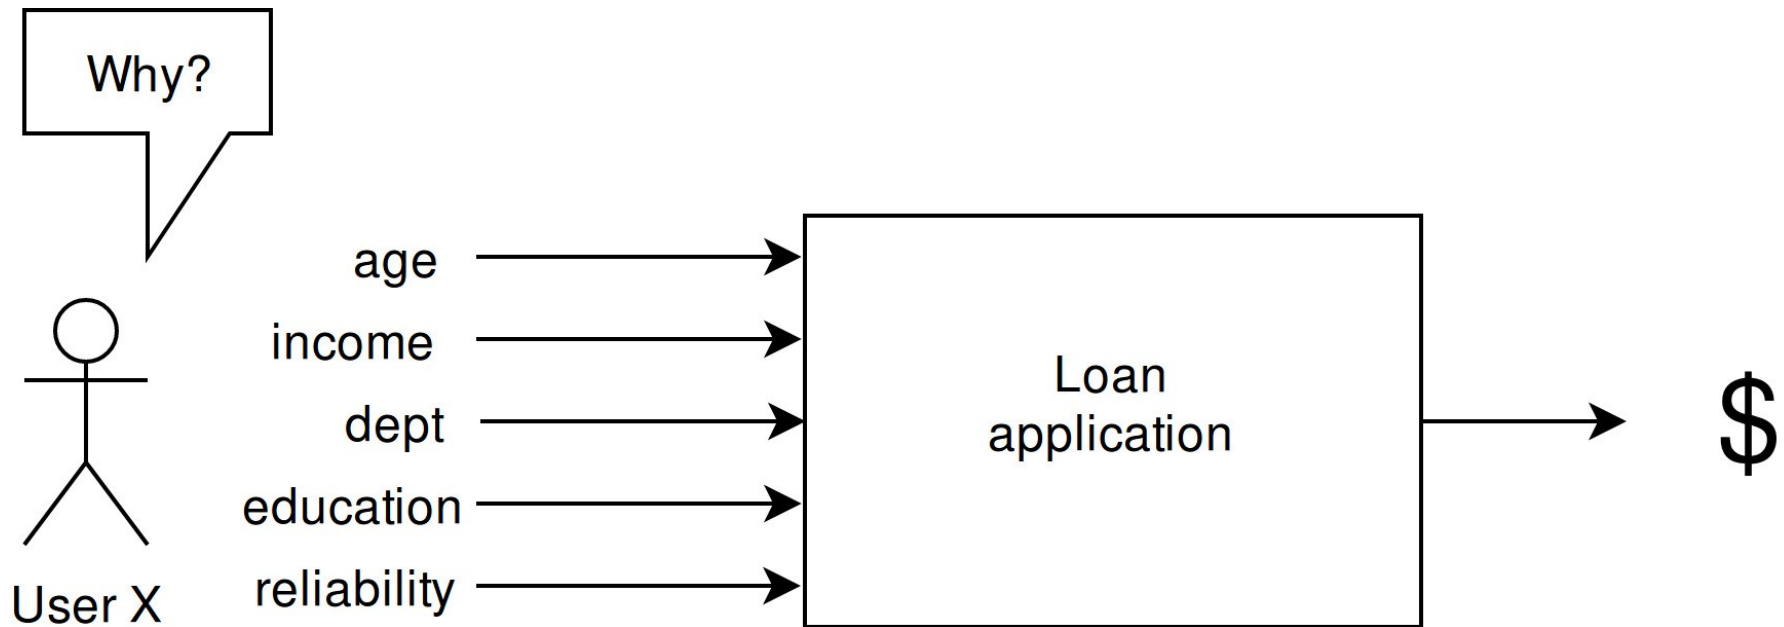 Why?
age
income
dept
education
reliability
User X
Loan
application
$